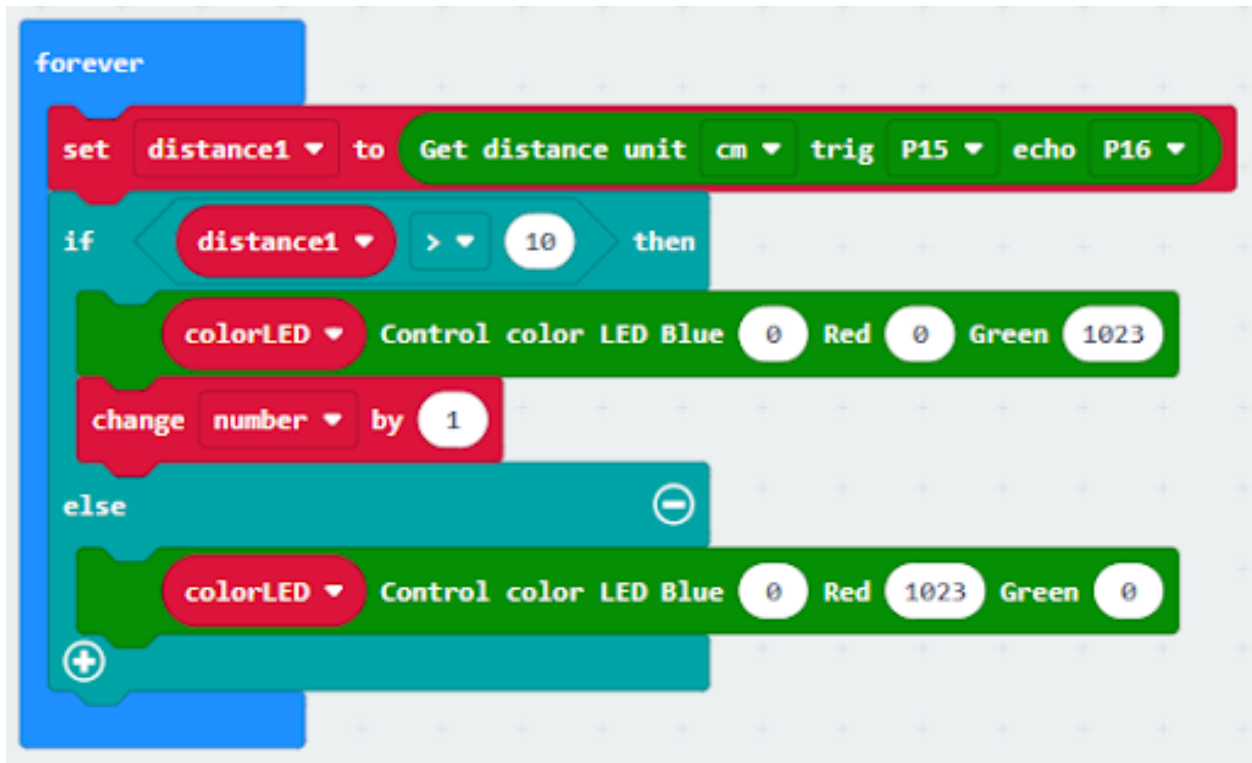 forever
set distance1 to Get distance unit cm trig P15 echo P16
if distance1 > 10 then
colorLED Control color LED Blue 0 Red 0 Green 1023
change number by 1
else
colorLED Control color LED Blue 0 Red 1023 Green 0